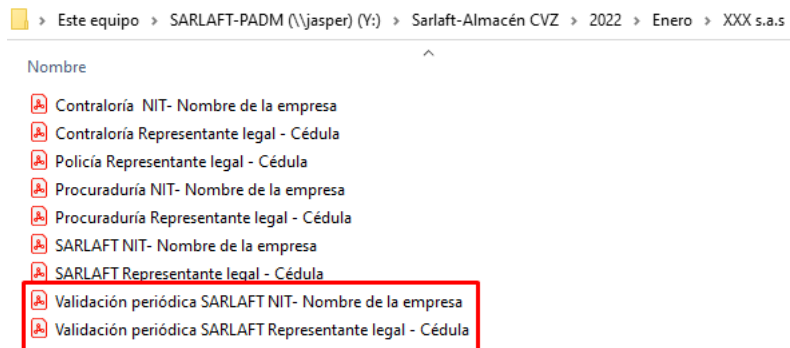 Este equipo > SARLAFT-PADM (\\jasper) (Y:) > Sarlaft-Almacén CVZ > 2022 > Enero > XXX s.a.s
Nombre
Contraloría  NIT- Nombre de la empresa
Contraloría Representante legal - Cédula
Policía Representante legal - Cédula
Procuraduría NIT- Nombre de la empresa
Procuraduría Representante legal - Cédula
SARLAFT NIT- Nombre de la empresa
SARLAFT Representante legal - Cédula
Validación periódica SARLAFT NIT- Nombre de la empresa
Validación periódica SARLAFT Representante legal - Cédula